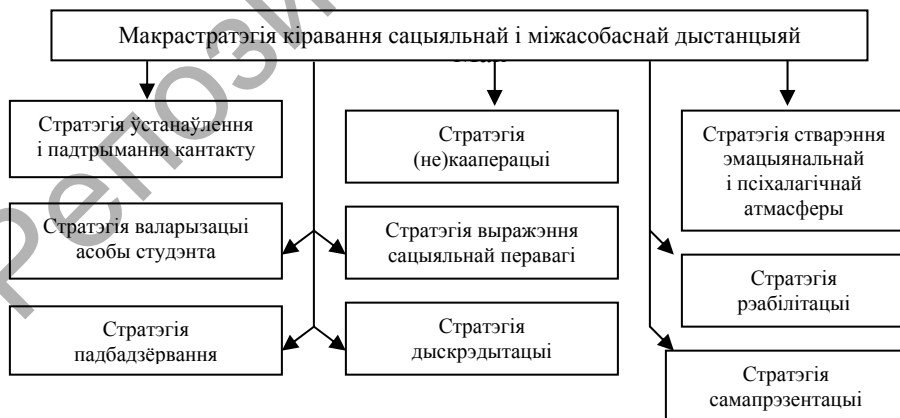 Макрастратэгія кіравання сацыяльнай і міжасобаснай дыстанцыяй
Стратэгія ўстанаўлення
і падтрымання кантакту
Стратэгія
(не)кааперацыі
Стратэгія стварэння
эмацыянальнай
і псіхалагічнай
атмасферы
Стратэгія валарызацыі
асобы студэнта
Стратэгія выражэння
сацыяльнай перавагі
Стратэгія
рэабілітацыі
Стратэгія
падбадзёрвання
Стратэгія
дыскрэдытацыі
Стратэгія
самапрэзентацыі
Репози